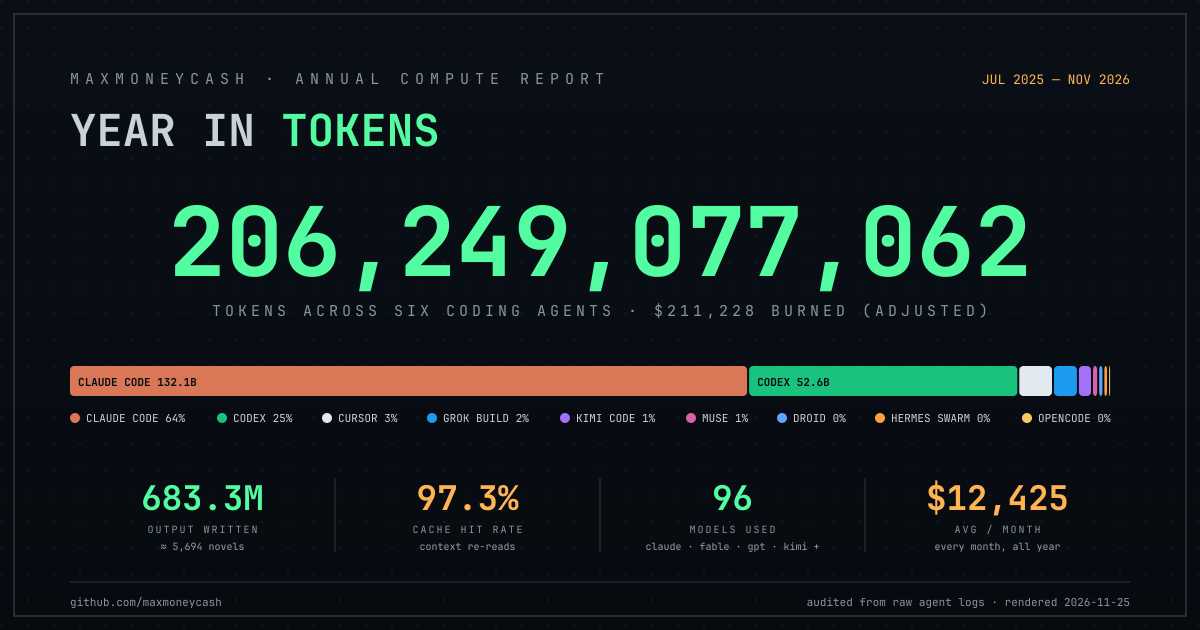 MAXMONEYCASH · ANNUAL COMPUTE REPORT
JUL 2025 — NOV 2026
YEAR IN TOKENS
206,249,077,062
TOKENS ACROSS SIX CODING AGENTS · $211,228 BURNED (ADJUSTED)
CLAUDE CODE 132.1B CODEX 52.6B
CLAUDE CODE 64% CODEX 25% CURSOR 3% GROK BUILD 2% KIMI CODE 1% MUSE 1% DROID 0% HERMES SWARM 0% OPENCODE 0%
683.3M
OUTPUT WRITTEN
≈ 5,694 novels
97.3%
CACHE HIT RATE
context re-reads
96
MODELS USED
claude · fable · gpt · kimi +
$12,425
AVG / MONTH
every month, all year
github.com/maxmoneycash
audited from raw agent logs · rendered 2026-11-25